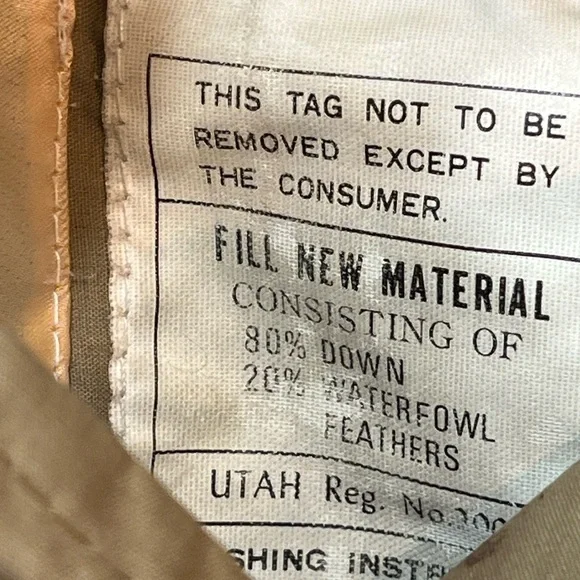 THIS TAG NOT TO BE
REMOVED EXCEPT BY
THE CONSUMER.
FILL NEW MATERIAL
CONSISTING OF
80% DOWN
20% WATERFOWL
FEATHERS
UTAH Reg. No.